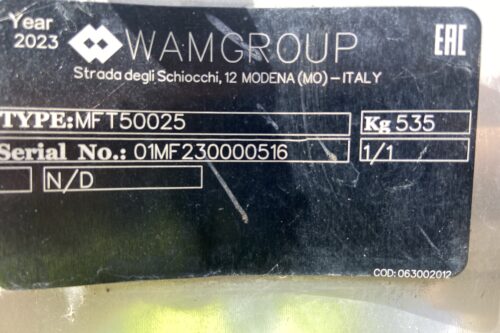 Year
2023 WAMGROUP EAC
Strada degli Schiocchi, 12 MODENA (MO) – ITALY
TYPE: MFT50025 Kg 535
Serial No.: 01MF230000516 1/1
N/D
COD: 063002012